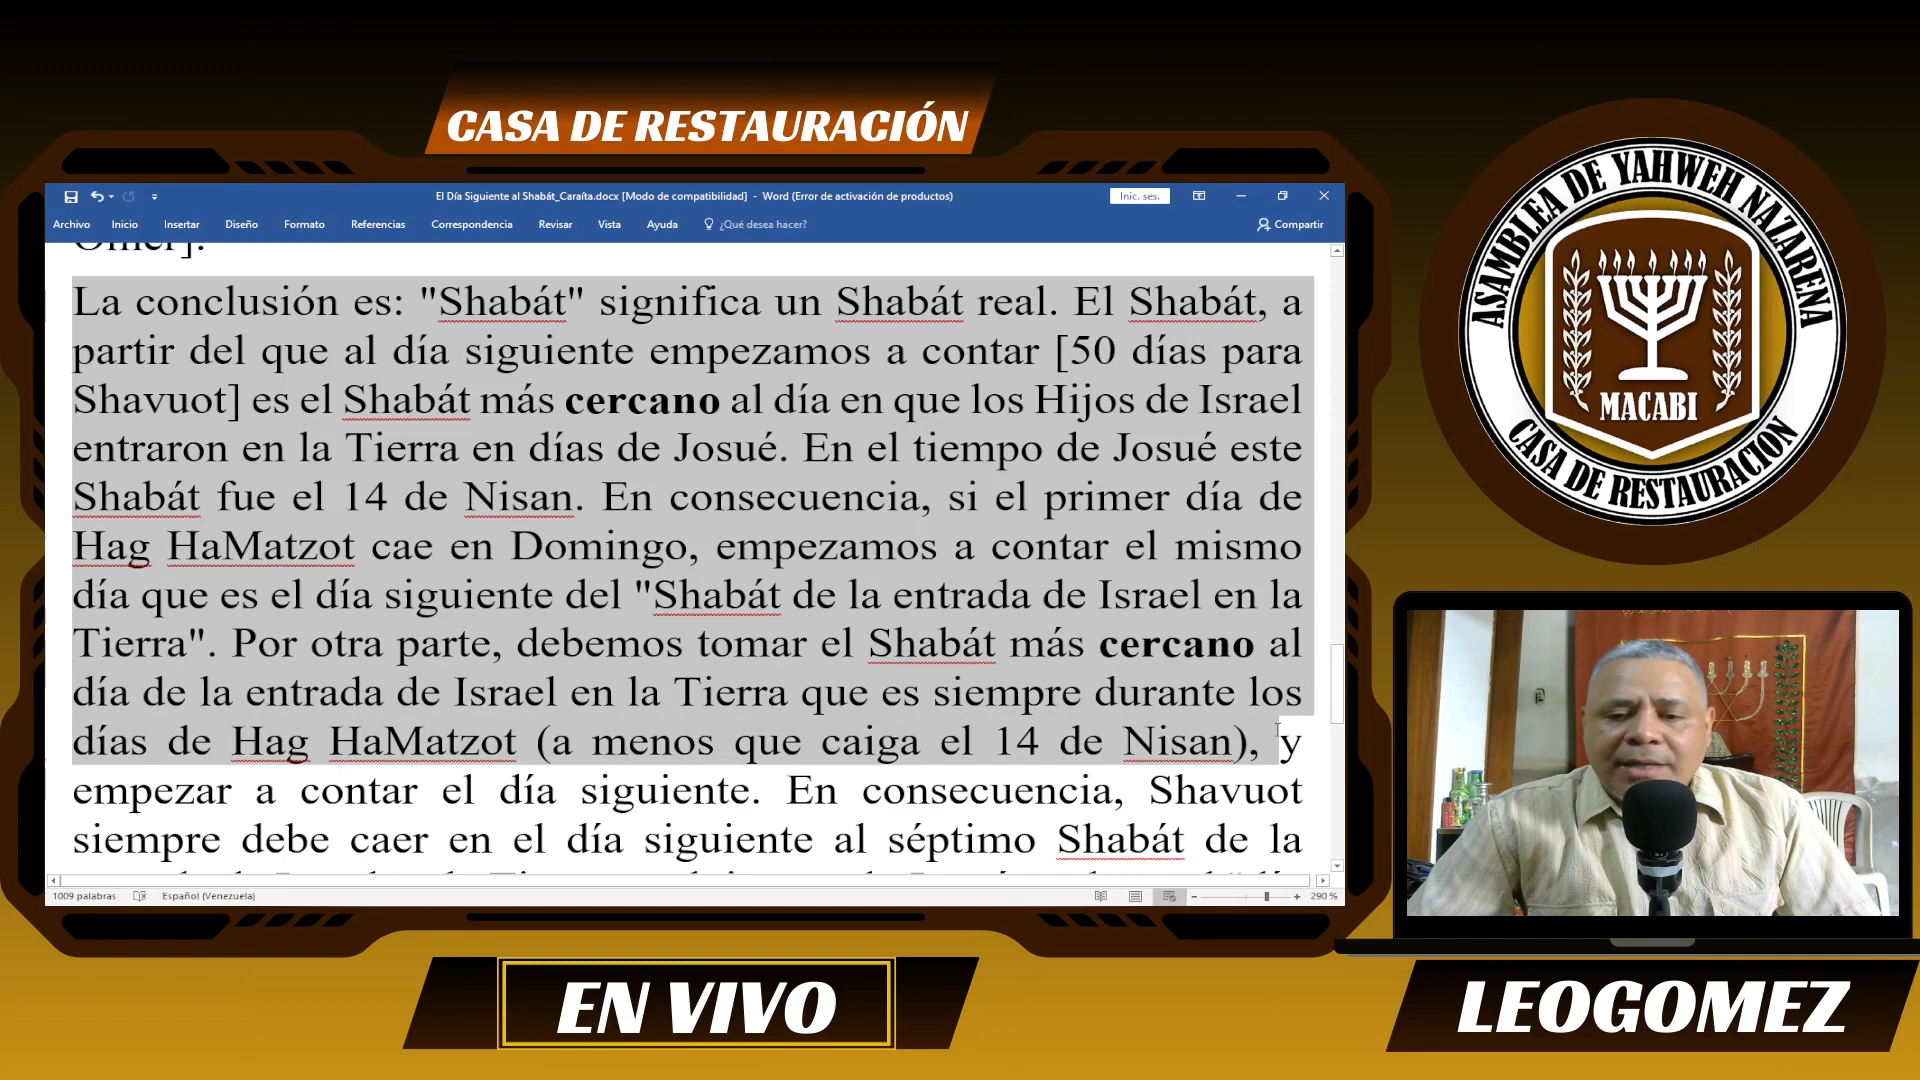 CASA DE RESTAURACIÓN
El Día Siguiente al Shabát_Caraíta.docx [Modo de compatibilidad] - Word (Error de activación de productos)
Inic. ses.
Archivo Inicio Insertar Diseño Formato Referencias Correspondencia Revisar Vista Ayuda ¿Qué desea hacer? Compartir
Omer].
La conclusión es: "Shabát" significa un Shabát real. El Shabát, a
partir del que al día siguiente empezamos a contar [50 días para
Shavuot] es el Shabát más cercano al día en que los Hijos de Israel
entraron en la Tierra en días de Josué. En el tiempo de Josué este
Shabát fue el 14 de Nisan. En consecuencia, si el primer día de
Hag HaMatzot cae en Domingo, empezamos a contar el mismo
día que es el día siguiente del "Shabát de la entrada de Israel en la
Tierra". Por otra parte, debemos tomar el Shabát más cercano al
día de la entrada de Israel en la Tierra que es siempre durante los
días de Hag HaMatzot (a menos que caiga el 14 de Nisan), y
empezar a contar el día siguiente. En consecuencia, Shavuot
siempre debe caer en el día siguiente al séptimo Shabát de la
1009 palabras Español (Venezuela) 290 %
ASAMBLEA DE YAHWEH NAZARENA
MACABI
CASA DE RESTAURACION
EN VIVO
LEOGOMEZ